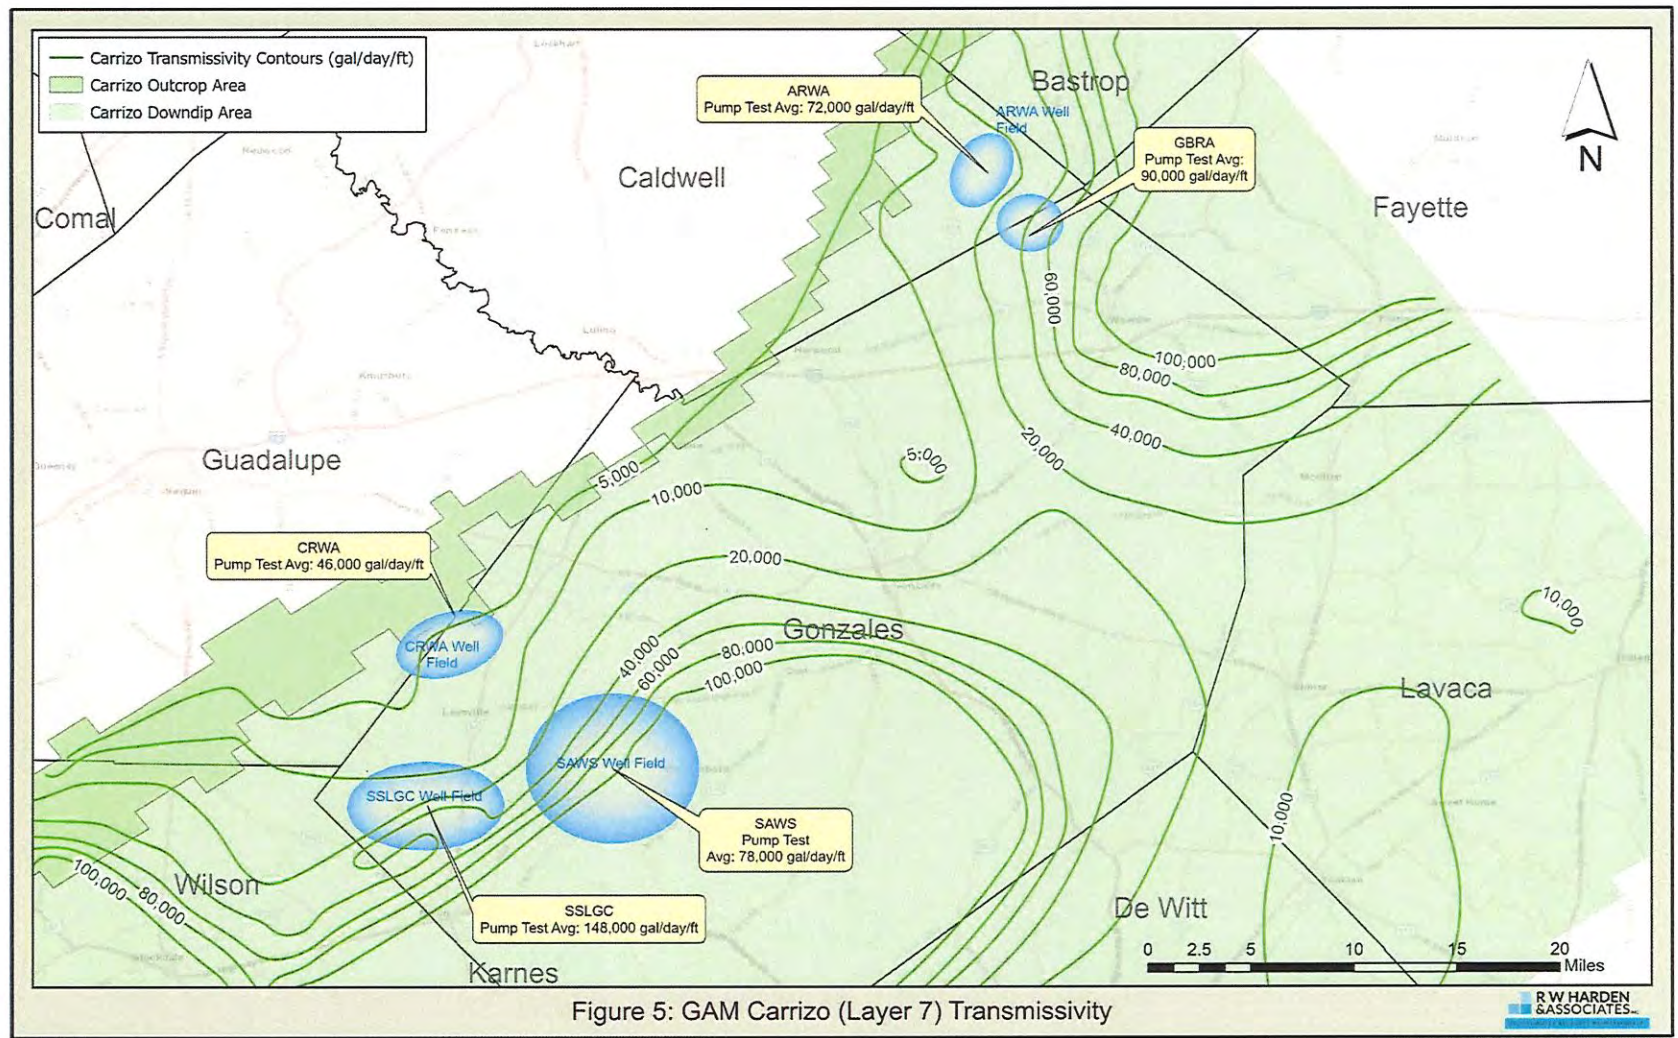 Carrizo Transmissivity Contours (gal/day/ft)
Carrizo Outcrop Area
Carrizo Downdip Area
Lockhart
ARWA
Pump Test Avg: 72,000 gal/day/ft
Bastrop
ARWA Well
Field
GBRA
Pump Test Avg:
90,000 gal/day/ft
N
Caldwell
Comal
Fayette
Luling
Kingsbury
60,000
100,000
80,000
40,000
20,000
Guadalupe
Seguin
5,000
10,000
5,000
CRWA
Pump Test Avg: 46,000 gal/day/ft
20,000
10,000
CRWA Well
Field
40,000
60,000
80,000
100,000
Gonzales
Leesville
Lavaca
SAWS Well Field
SSLGC Well Field
SAWS
Pump Test
Avg: 78,000 gal/day/ft
10,000
100,000
80,000
Wilson
SSLGC
Pump Test Avg: 148,000 gal/day/ft
De Witt
Karnes
0 2.5 5 10 15 20
Miles
Figure 5: GAM Carrizo (Layer 7) Transmissivity
R W HARDEN
&ASSOCIATES